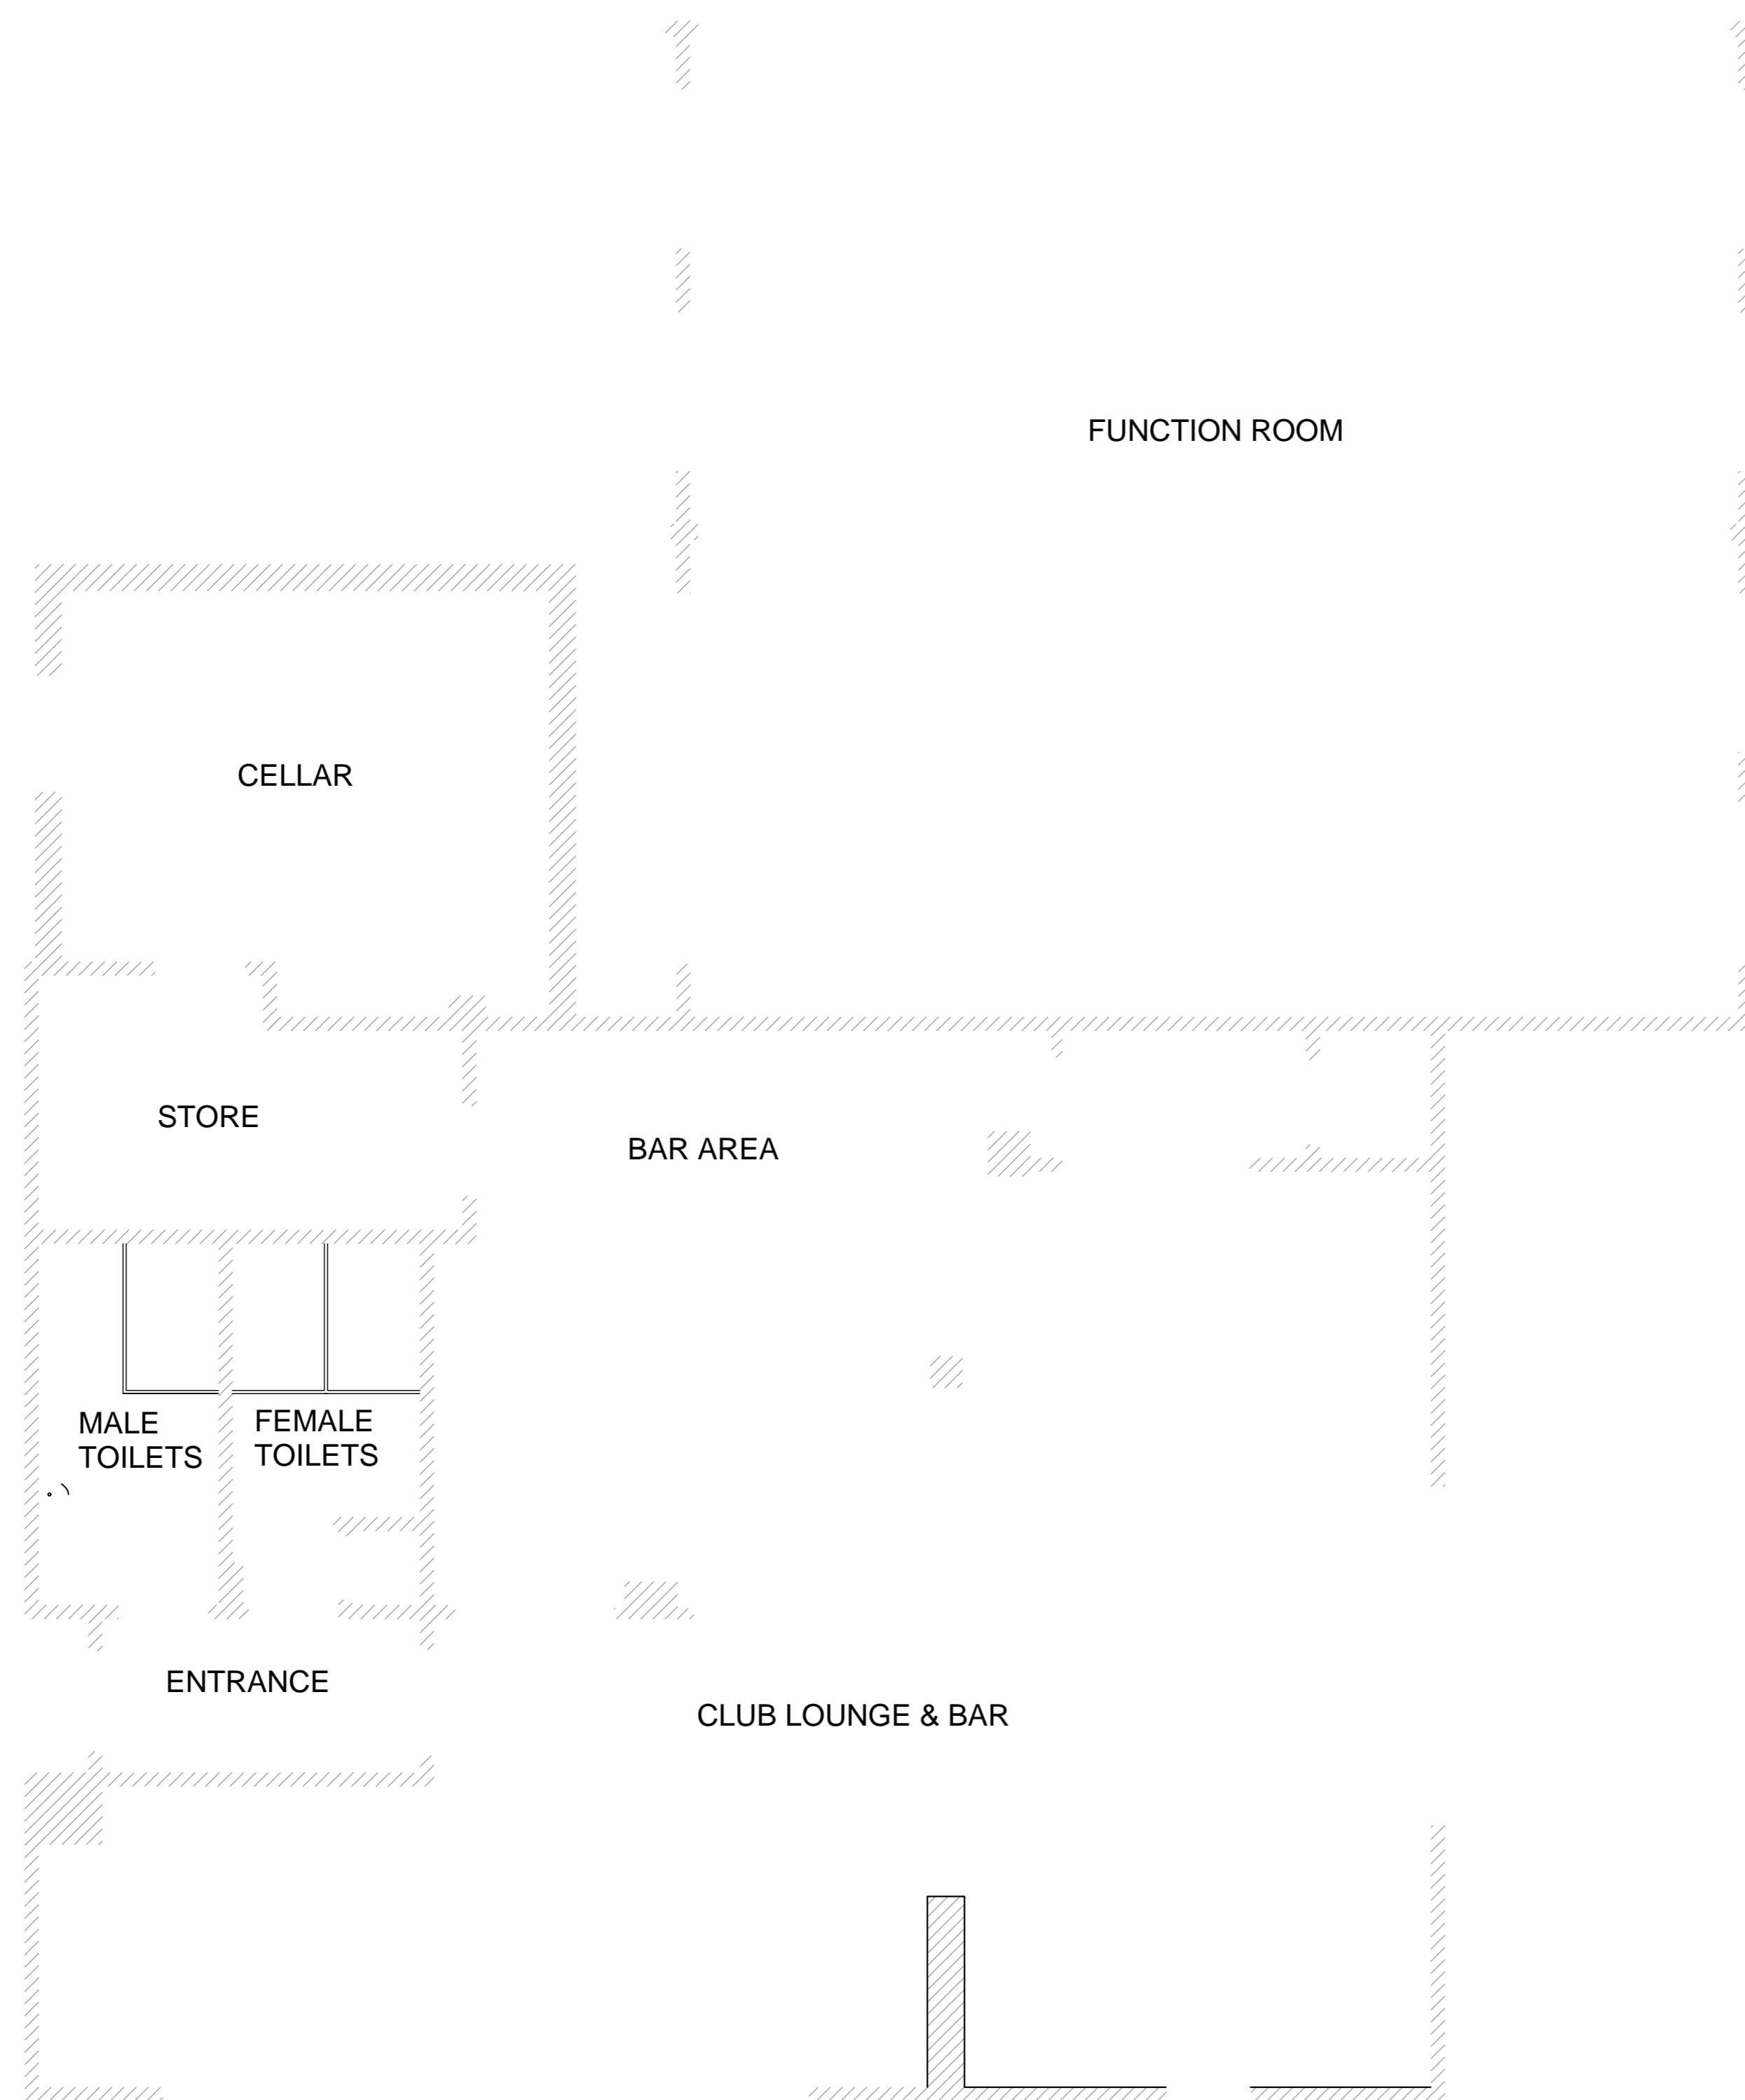 FUNCTION ROOM
CELLAR
STORE
BAR AREA
MALE
TOILETS
FEMALE
TOILETS
ENTRANCE
CLUB LOUNGE & BAR